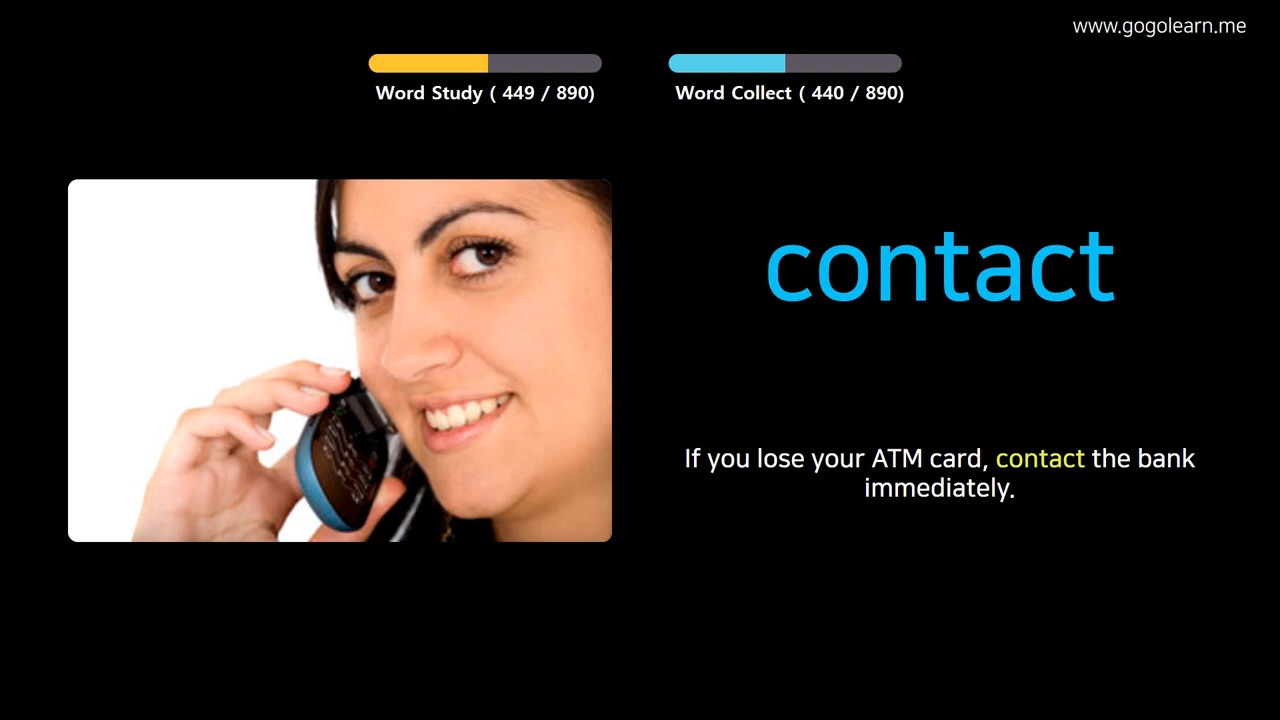 www.gogolearn.me
Word Study ( 449 / 890)
Word Collect ( 440 / 890)
contact
If you lose your ATM card, contact the bank
immediately.